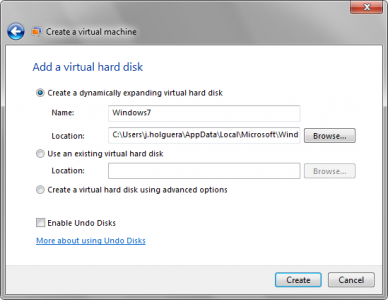 Create a virtual machine
Add a virtual hard disk
Create a dynamically expanding virtual hard disk
Name: Windows7
Location: C:\Users\j.holguera\AppData\Local\Microsoft\Wind Browse...
Use an existing virtual hard disk
Location: Browse...
Create a virtual hard disk using advanced options
Enable Undo Disks
More about using Undo Disks
Create Cancel